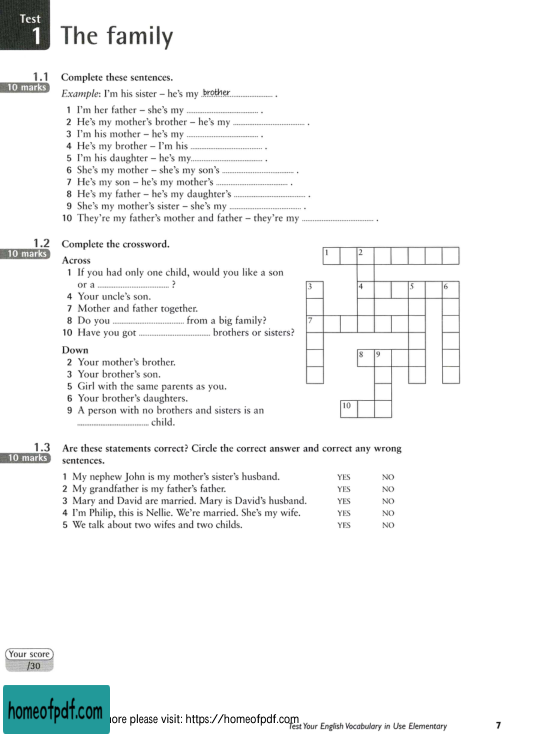 Test
1 The family
1.1 Complete these sentences.
10 marks
Example: I'm his sister – he's my brother .
1 I'm her father – she's my .................... .
2 He's my mother's brother – he's my .................... .
3 I'm his mother – he's my .................... .
4 He's my brother – I'm his .................... .
5 I'm his daughter – he's my.................... .
6 She's my mother – she's my son's .................... .
7 He's my son – he's my mother's .................... .
8 He's my father – he's my daughter's .................... .
9 She's my mother's sister – she's my .................... .
10 They're my father's mother and father – they're my .................... .
1.2 Complete the crossword.
10 marks
Across
1 If you had only one child, would you like a son
or a .................... ?
4 Your uncle's son.
7 Mother and father together.
8 Do you .................... from a big family?
10 Have you got .................... brothers or sisters?
Down
2 Your mother's brother.
3 Your brother's son.
5 Girl with the same parents as you.
6 Your brother's daughters.
9 A person with no brothers and sisters is an
.................... child.
1 2
3 4 5 6
7
8 9
10
1.3 Are these statements correct? Circle the correct answer and correct any wrong
10 marks sentences.
1 My nephew John is my mother's sister's husband. YES NO
2 My grandfather is my father's father. YES NO
3 Mary and David are married. Mary is David's husband. YES NO
4 I'm Philip, this is Nellie. We're married. She's my wife. YES NO
5 We talk about two wifes and two childs. YES NO
Your score
/30
homeofpdf.com ore please visit: https://homeofpdf.com
Test Your English Vocabulary in Use Elementary 7